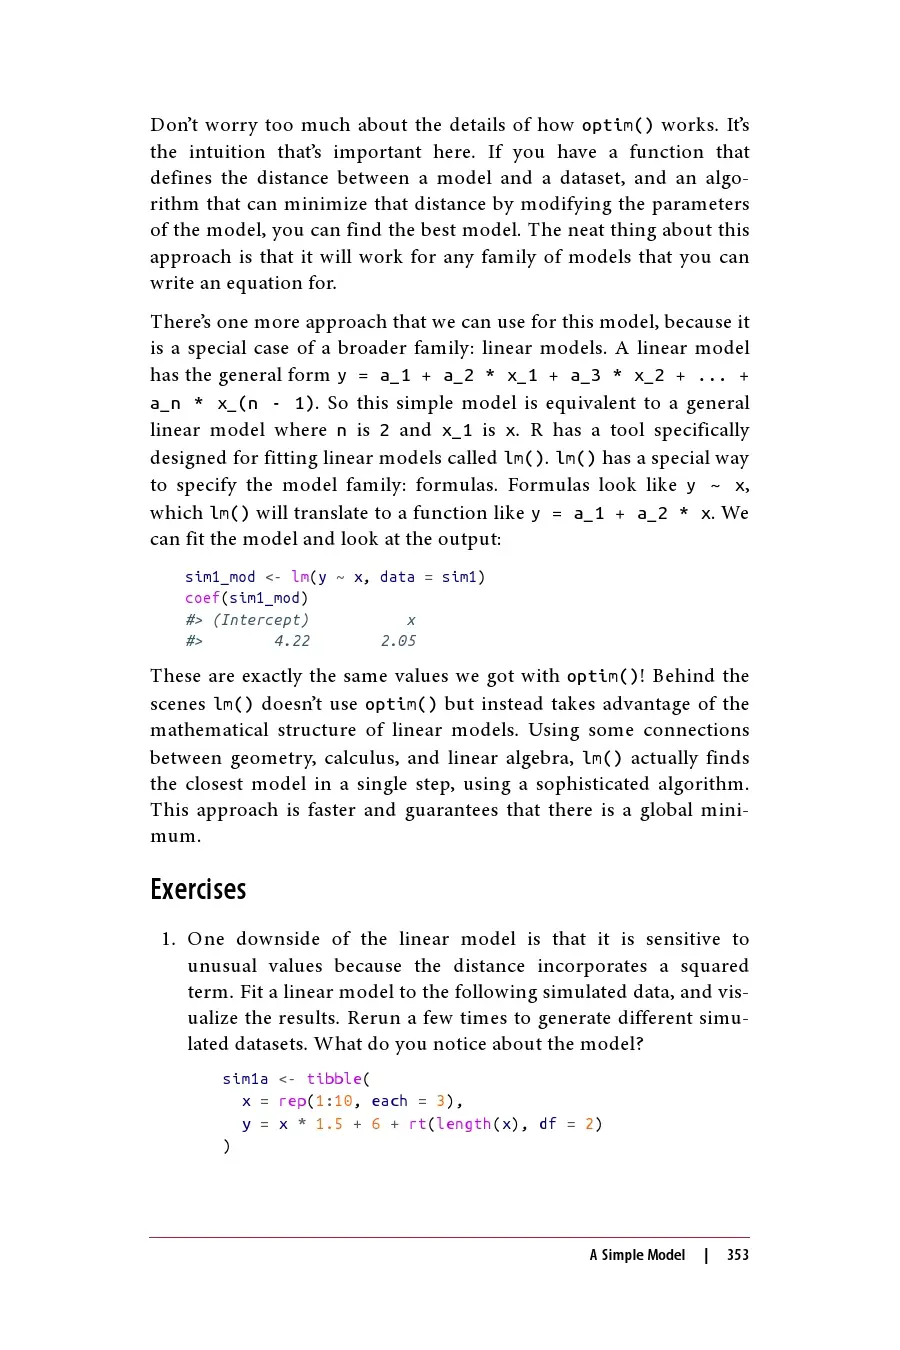 Don’t worry too much about the details of how optim() works. It’s
the intuition that’s important here. If you have a function that
defines the distance between a model and a dataset, and an algo-
rithm that can minimize that distance by modifying the parameters
of the model, you can find the best model. The neat thing about this
approach is that it will work for any family of models that you can
write an equation for.
There’s one more approach that we can use for this model, because it
is a special case of a broader family: linear models. A linear model
has the general form y = a_1 + a_2 * x_1 + a_3 * x_2 + ... +
a_n * x_(n - 1). So this simple model is equivalent to a general
linear model where n is 2 and x_1 is x. R has a tool specifically
designed for fitting linear models called lm(). lm() has a special way
to specify the model family: formulas. Formulas look like y ~ x,
which lm() will translate to a function like y = a_1 + a_2 * x. We
can fit the model and look at the output:
sim1_mod <- lm(y ~ x, data = sim1)
coef(sim1_mod)
#> (Intercept)           x
#>        4.22        2.05
These are exactly the same values we got with optim()! Behind the
scenes lm() doesn’t use optim() but instead takes advantage of the
mathematical structure of linear models. Using some connections
between geometry, calculus, and linear algebra, lm() actually finds
the closest model in a single step, using a sophisticated algorithm.
This approach is faster and guarantees that there is a global mini-
mum.
Exercises
1. One downside of the linear model is that it is sensitive to
unusual values because the distance incorporates a squared
term. Fit a linear model to the following simulated data, and vis-
ualize the results. Rerun a few times to generate different simu-
lated datasets. What do you notice about the model?
sim1a <- tibble(
  x = rep(1:10, each = 3),
  y = x * 1.5 + 6 + rt(length(x), df = 2)
)
A Simple Model | 353